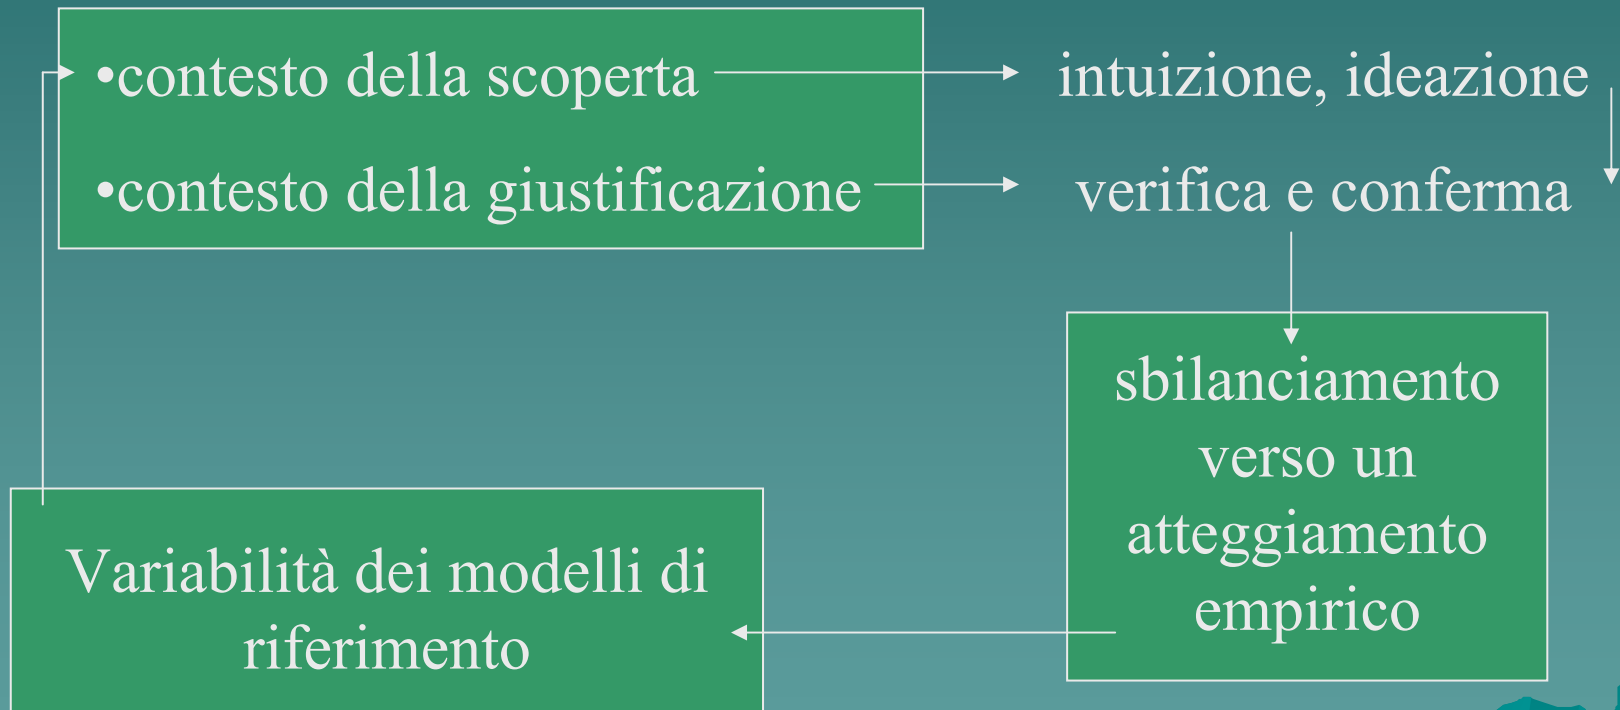 •contesto della scoperta
intuizione, ideazione
•contesto della giustificazione
verifica e conferma
sbilanciamento
verso un
atteggiamento
empirico
Variabilità dei modelli di
riferimento